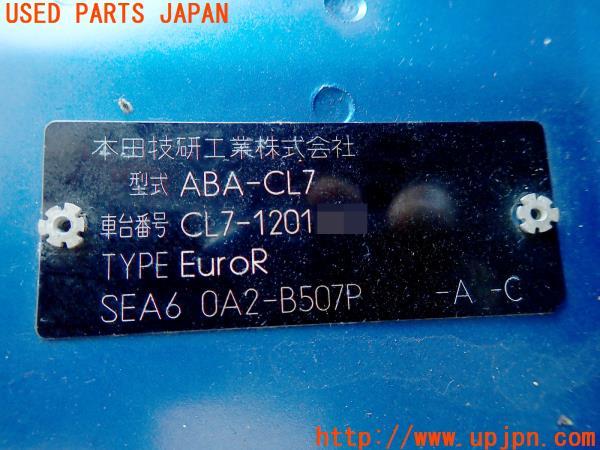 USED PARTS JAPAN
本田技研工業株式会社
型式 ABA-CL7
車台番号 CL7-1201
TYPE EuroR
SEA6 0A2-B507P -A -C
UsedPartsJapan
http://www.upjpn.com